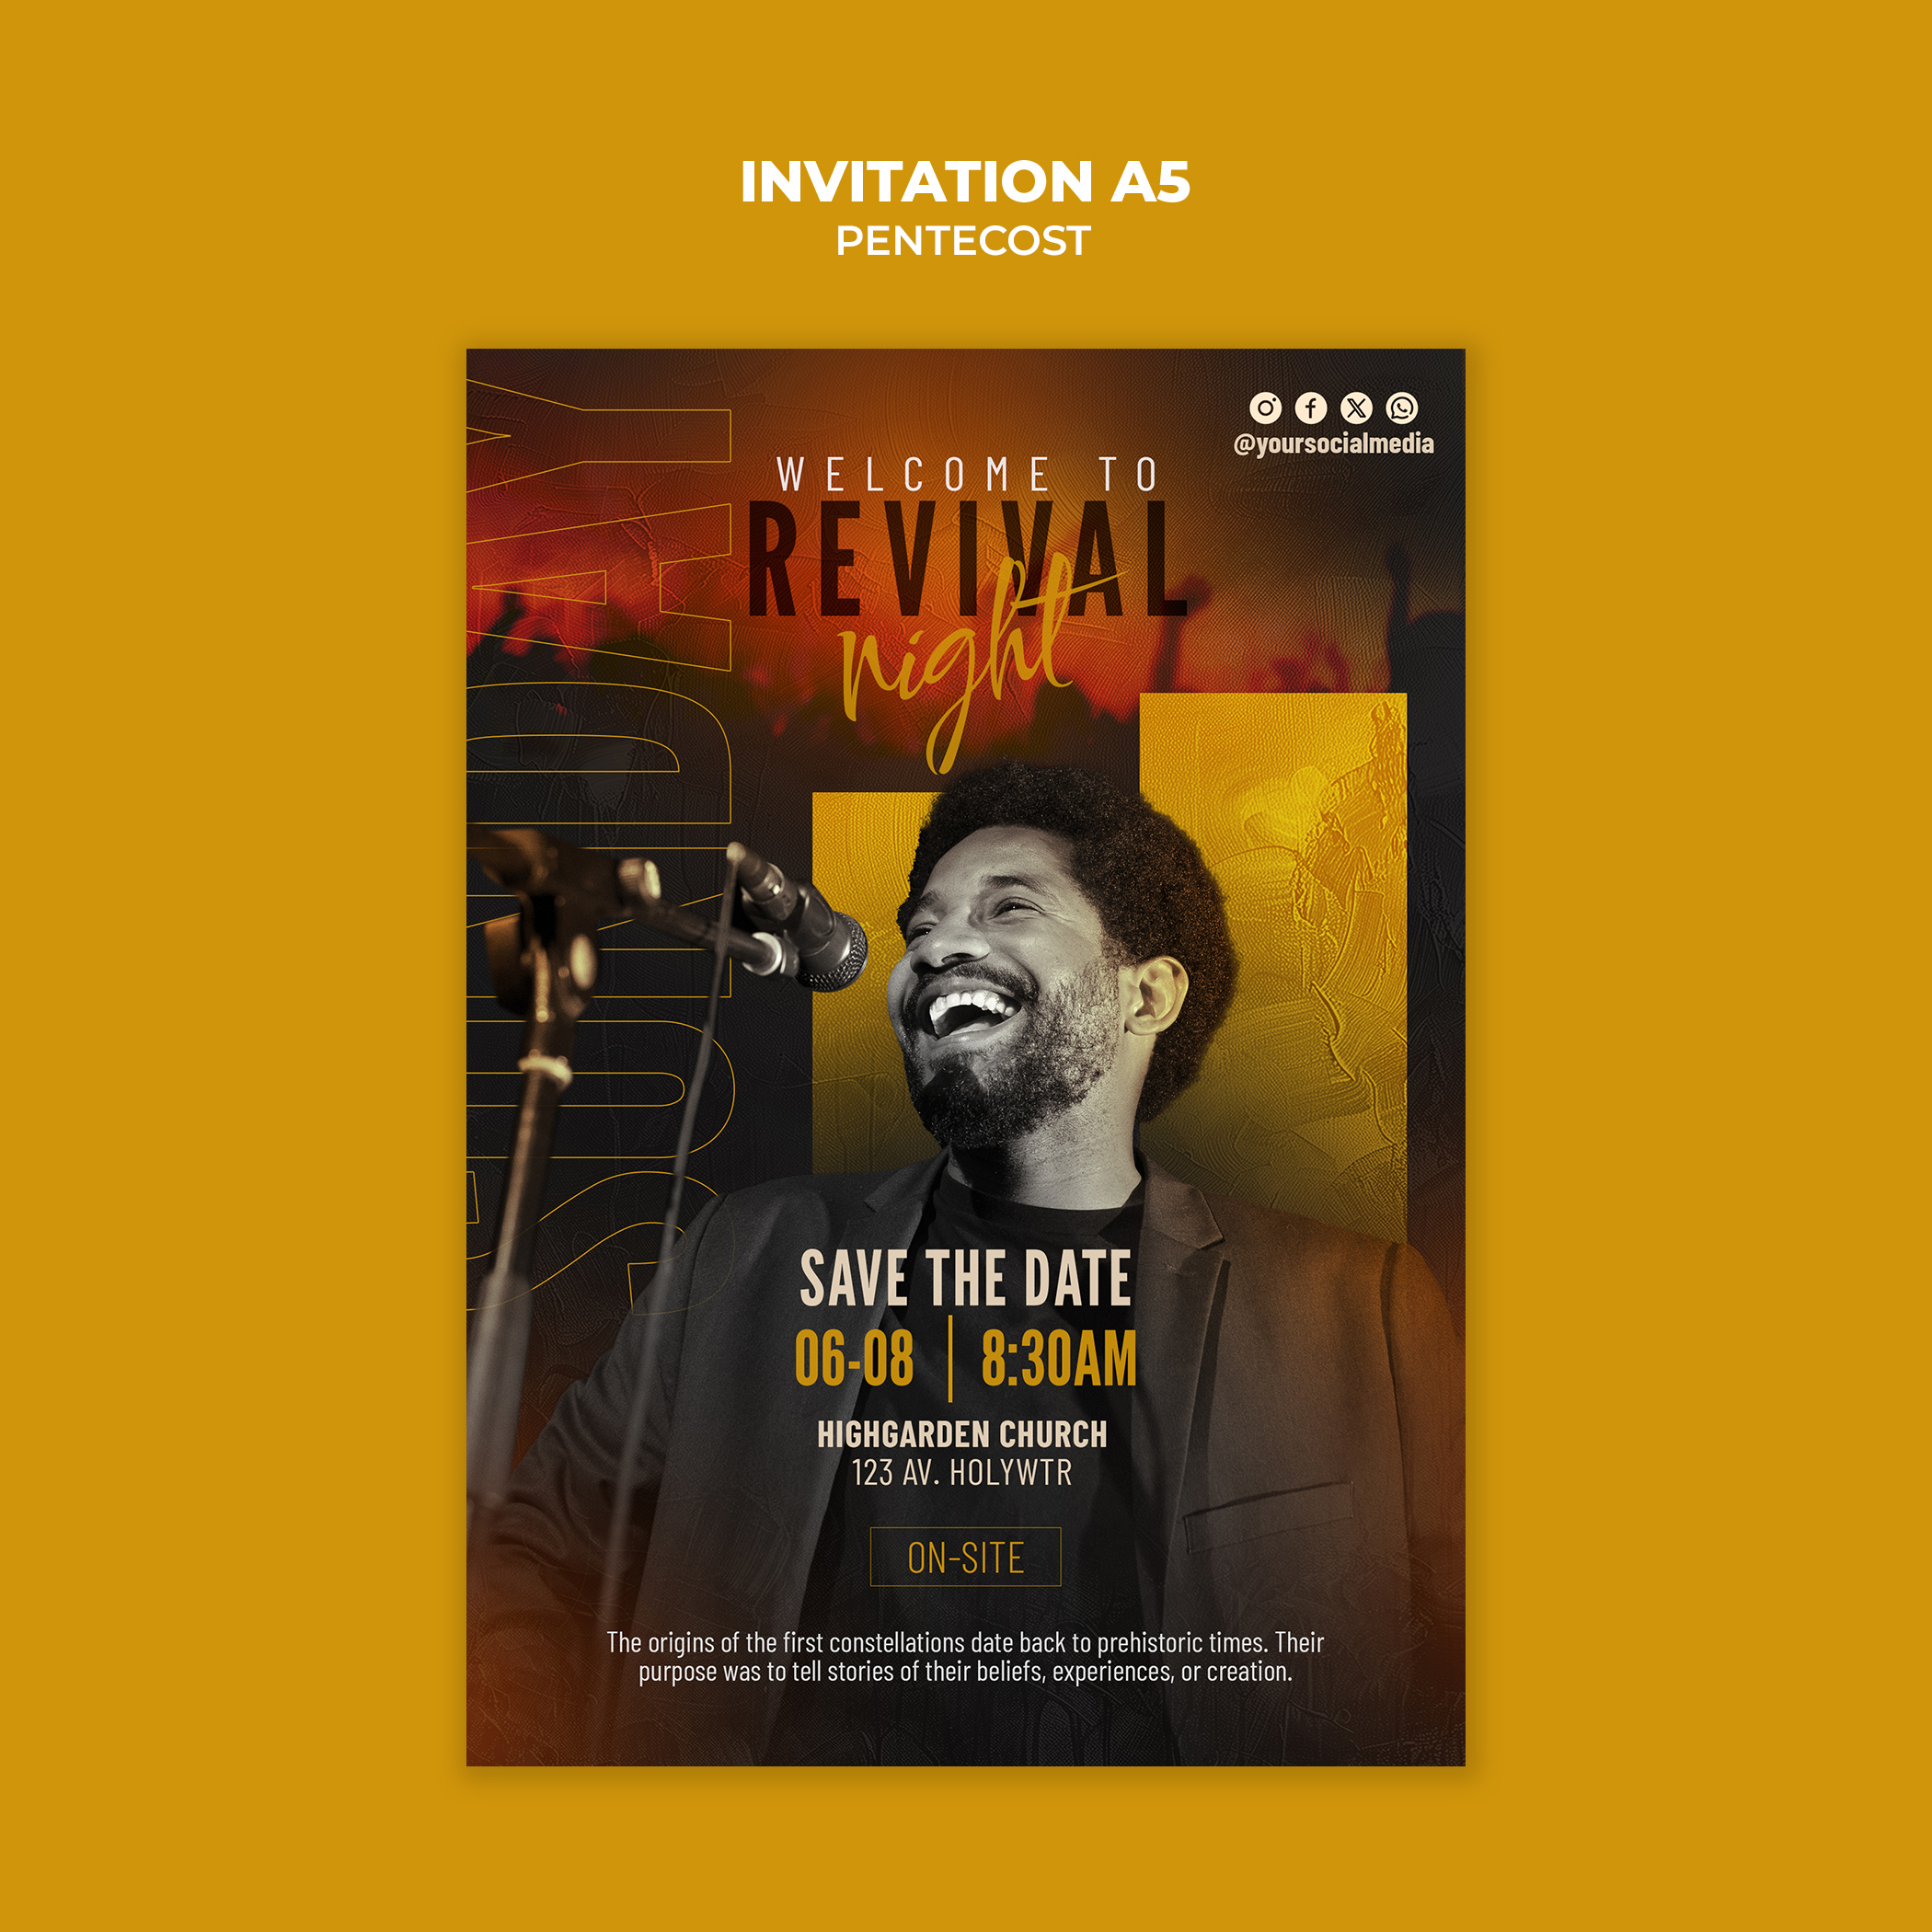 INVITATION A5
PENTECOST
@yoursocialmedia
WELCOME TO
REVIVAL
night
SUNDAY
SAVE THE DATE
06-08 | 8:30AM
HIGHGARDEN CHURCH
123 AV. HOLYWTR
ON-SITE
The origins of the first constellations date back to prehistoric times. Their
purpose was to tell stories of their beliefs, experiences, or creation.